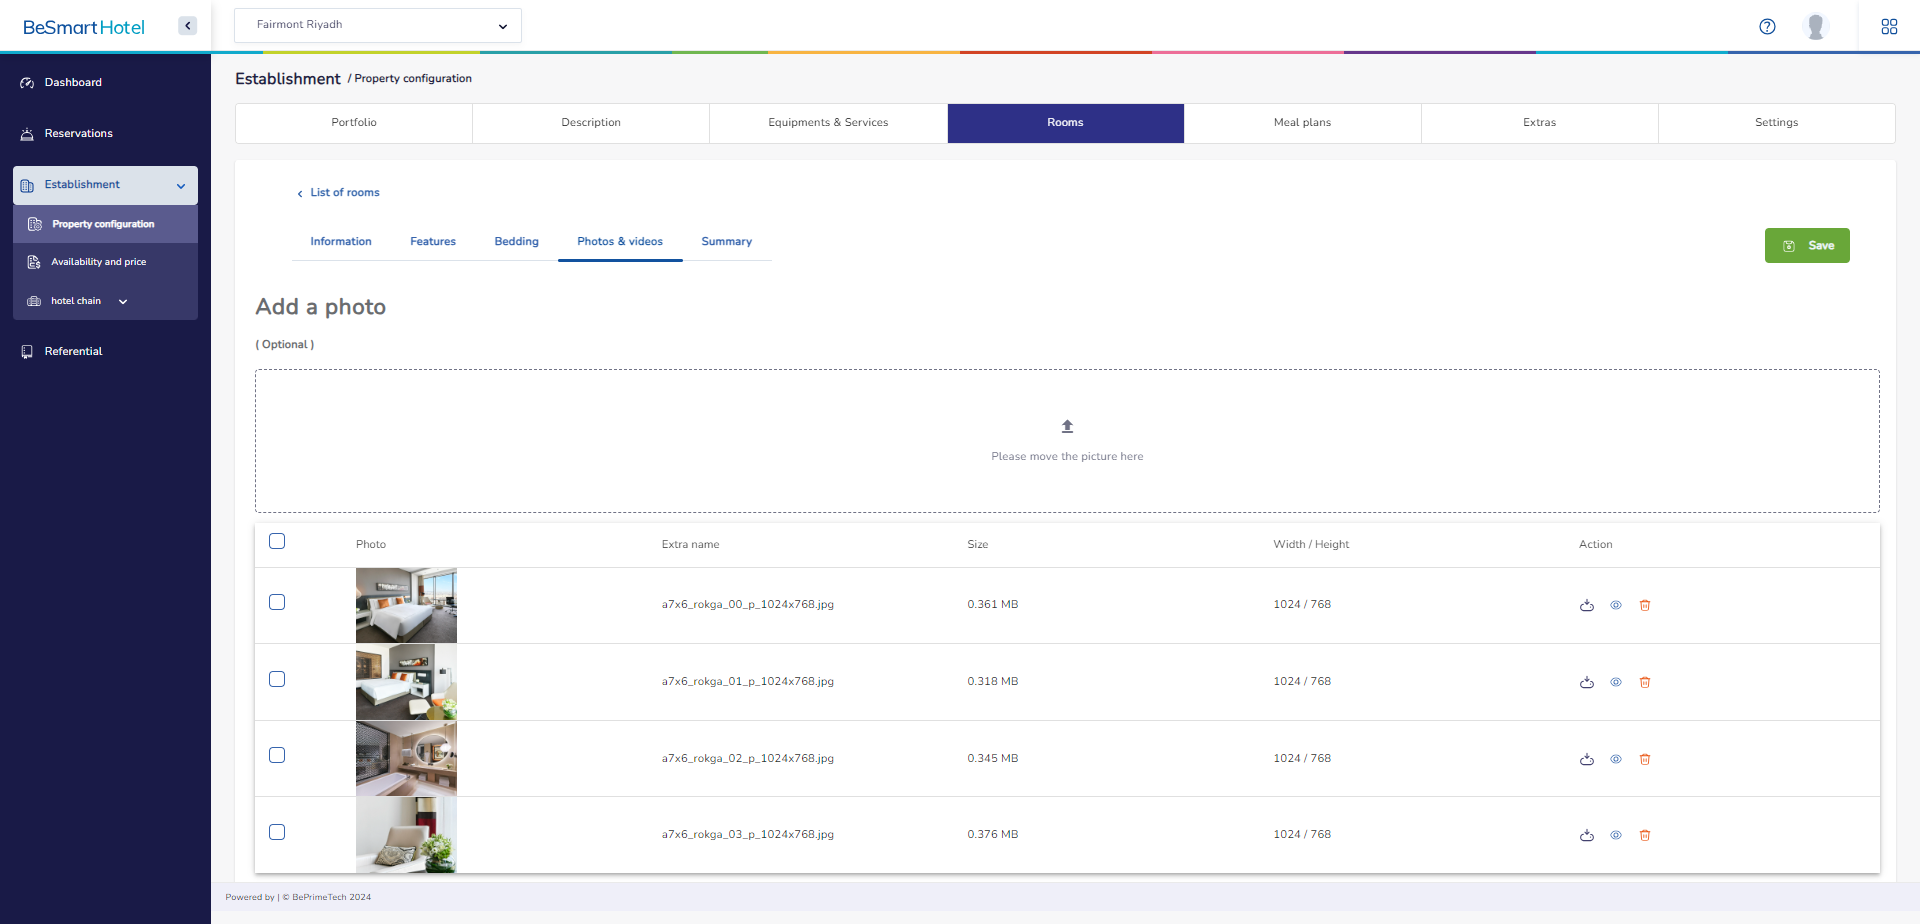 BeSmart Hotel
Fairmont Riyadh
Dashboard
Reservations
Establishment
Property configuration
Availability and price
hotel chain
Referential
Establishment / Property configuration
Portfolio
Description
Equipments & Services
Rooms
Meal plans
Extras
Settings
List of rooms
Information
Features
Bedding
Photos & videos
Summary
Save
Add a photo
( Optional )
Please move the picture here
Photo Extra name Size Width / Height Action
a7x6_rokga_00_p_1024x768.jpg 0.361 MB 1024 / 768
a7x6_rokga_01_p_1024x768.jpg 0.318 MB 1024 / 768
a7x6_rokga_02_p_1024x768.jpg 0.345 MB 1024 / 768
a7x6_rokga_03_p_1024x768.jpg 0.376 MB 1024 / 768
Powered by | © BePrimeTech 2024